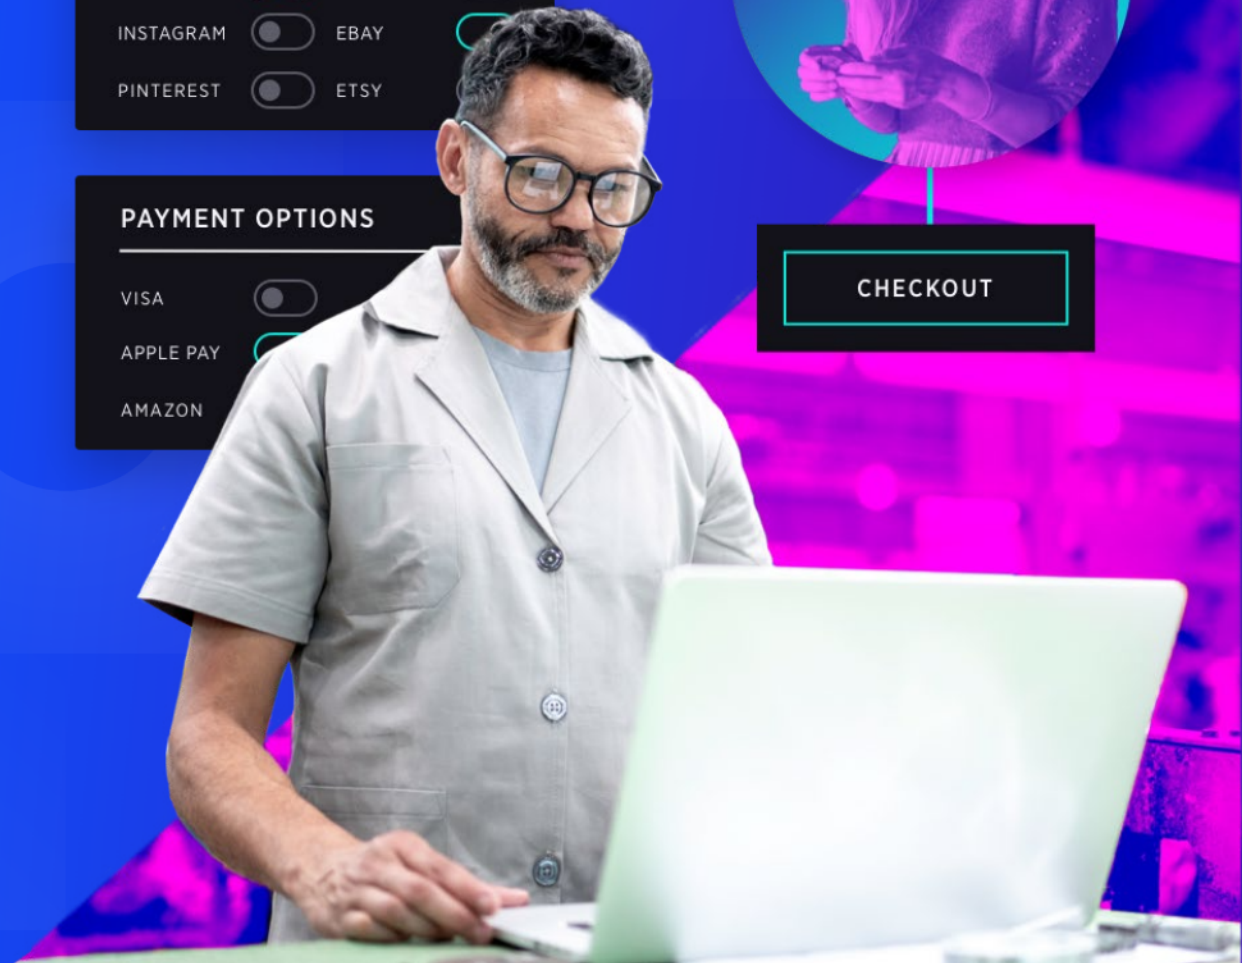 INSTAGRAM EBAY
PINTEREST ETSY
PAYMENT OPTIONS
VISA
APPLE PAY
AMAZON
CHECKOUT